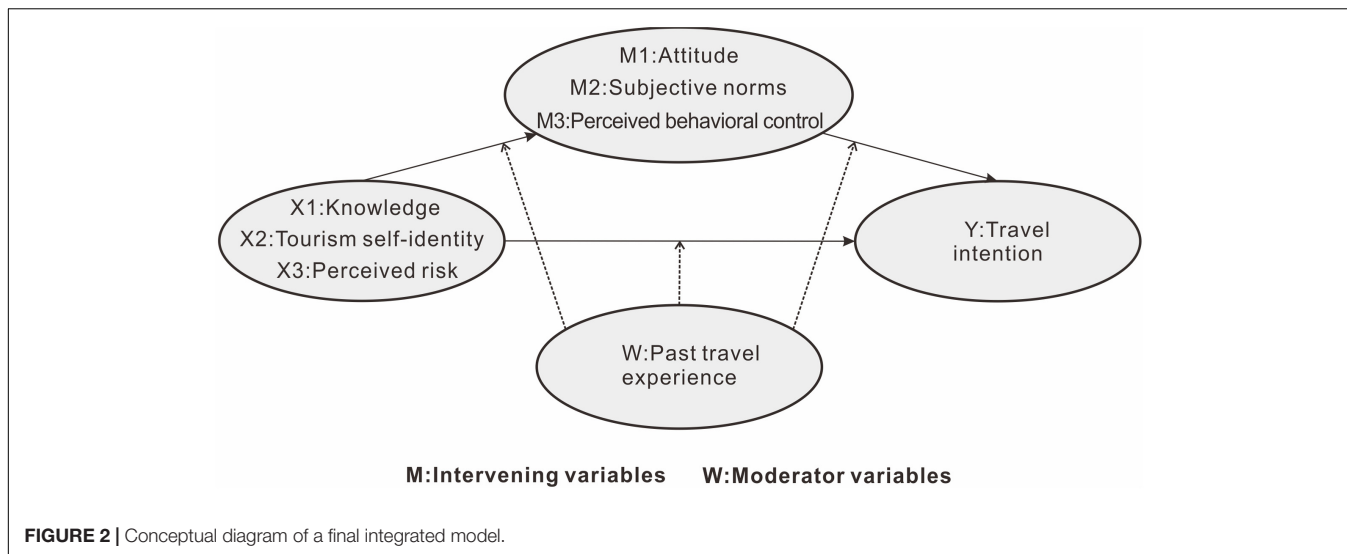 M1:Attitude
M2:Subjective norms
M3:Perceived behavioral control
X1:Knowledge
X2:Tourism self-identity
X3:Perceived risk
Y:Travel
intention
W:Past travel
experience
M:Intervening variables W:Moderator variables
FIGURE 2 | Conceptual diagram of a final integrated model.